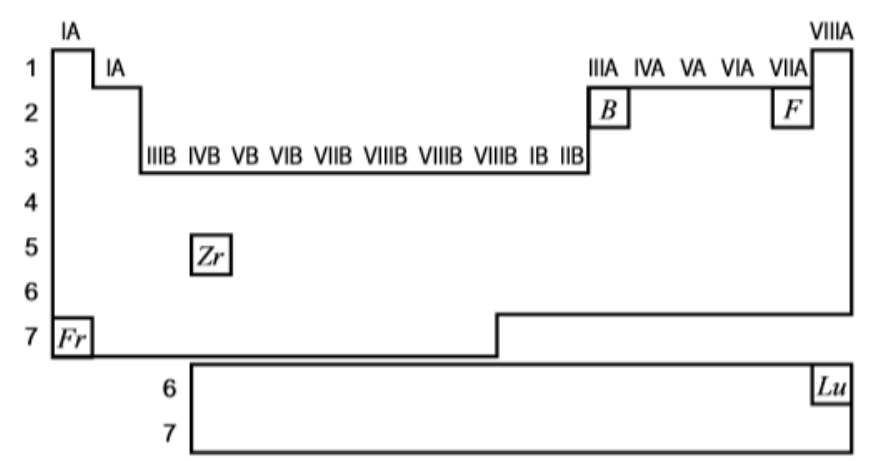 IA VIIIA
1 IA IIIA IVA VA VIA VIIA
2 B F
3 IIIB IVB VB VIB VIIB VIIIB VIIIB VIIIB IB IIB
4
5 Zr
6
7 Fr
6 Lu
7